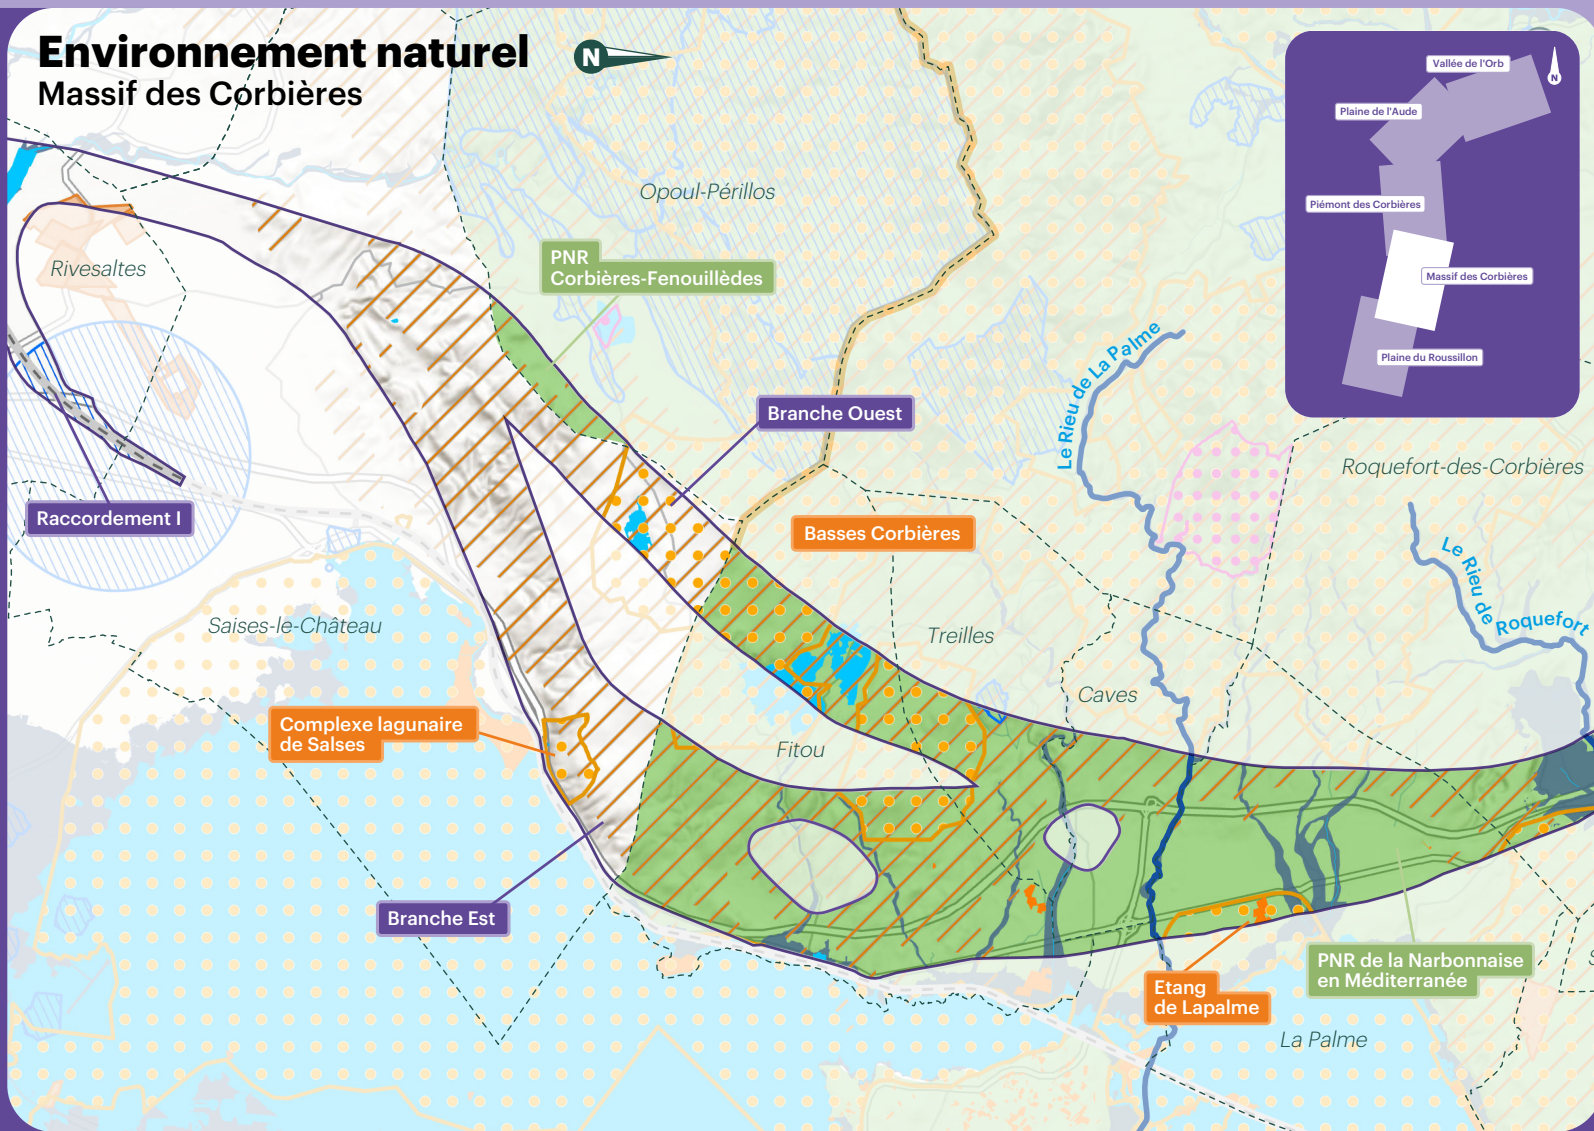 Environnement naturel
Massif des Corbières
N
N
Vallée de l'Orb
Plaine de l'Aude
Piémont des Corbières
Massif des Corbières
Plaine du Roussillon
Opoul-Périllos
Rivesaltes
PNR
Corbières-Fenouillèdes
Le Rieu de La Palme
Branche Ouest
Roquefort-des-Corbières
Raccordement I
Basses Corbières
Le Rieu de
Roquefort
Saises-le-Château
Treilles
Caves
Complexe lagunaire
de Salses
Fitou
Branche Est
PNR de la Narbonnaise
en Méditerranée
Etang
de Lapalme
La Palme
S